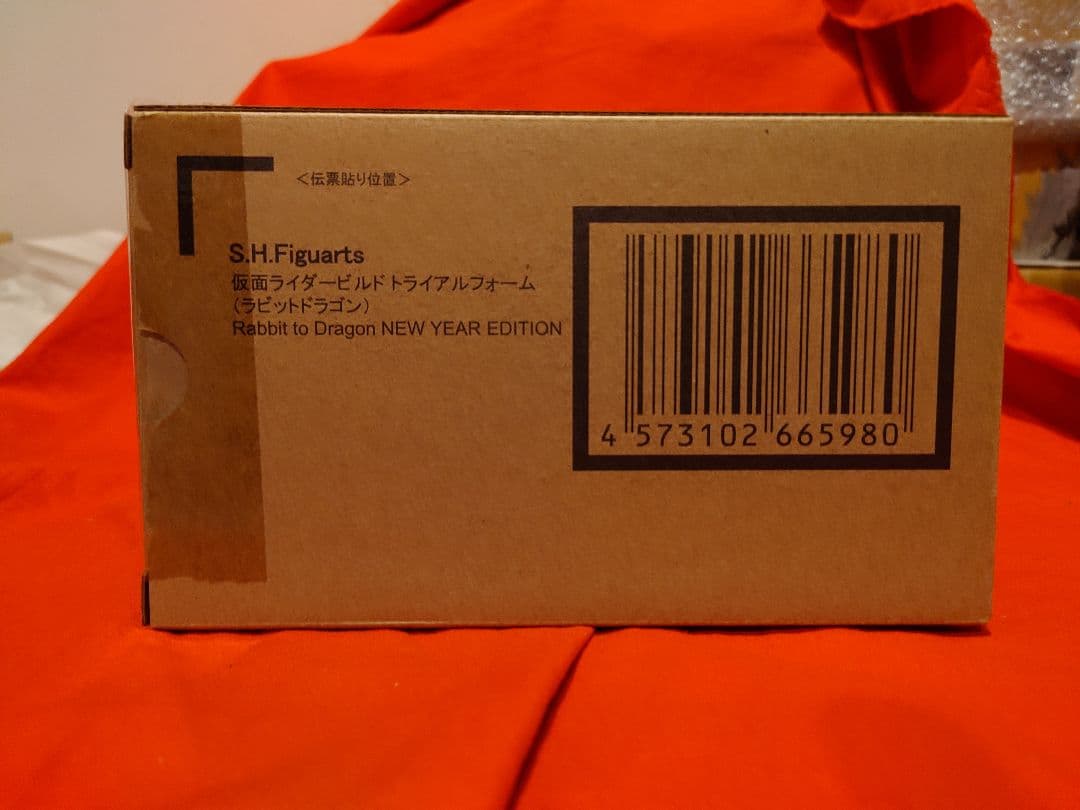 ＜伝票貼り位置＞
S.H.Figuarts
仮面ライダービルド トライアルフォーム
（ラビットドラゴン）
Rabbit to Dragon NEW YEAR EDITION
4 573102 665980